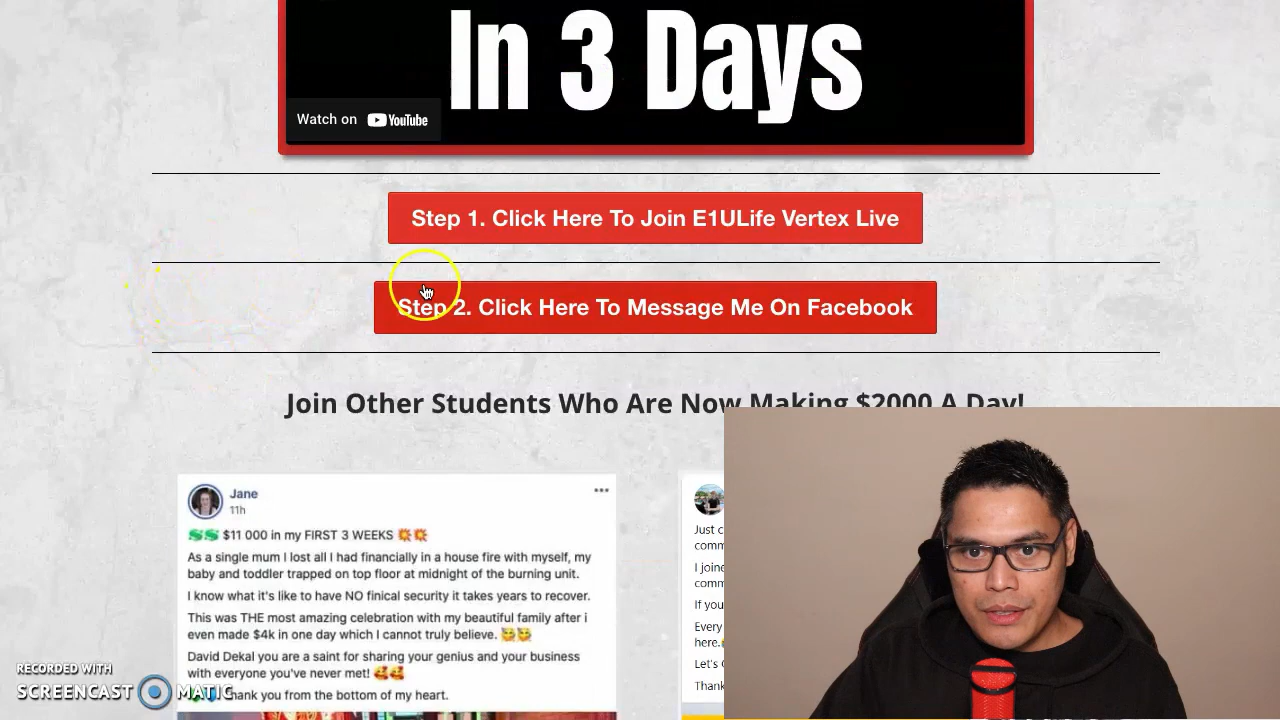 In 3 Days
Watch on YouTube
Step 1. Click Here To Join E1ULife Vertex Live
Step 2. Click Here To Message Me On Facebook
Join Other Students Who Are Now Making $2000 A Day!
Jane
11h
$11 000 in my FIRST 3 WEEKS
As a single mum I lost all I had financially in a house fire with myself, my
baby and toddler trapped on top floor at midnight of the burning unit.
I know what it's like to have NO finical security it takes years to recover.
This was THE most amazing celebration with my beautiful family after i
even made $4k in one day which I cannot truly believe.
David Dekal you are a saint for sharing your genius and your business
with everyone you've never met!
Thank you from the bottom of my heart.
Just
I joine
If you
Every
here.
Let's
Thank
RECORDED WITH
SCREENCAST MATIC